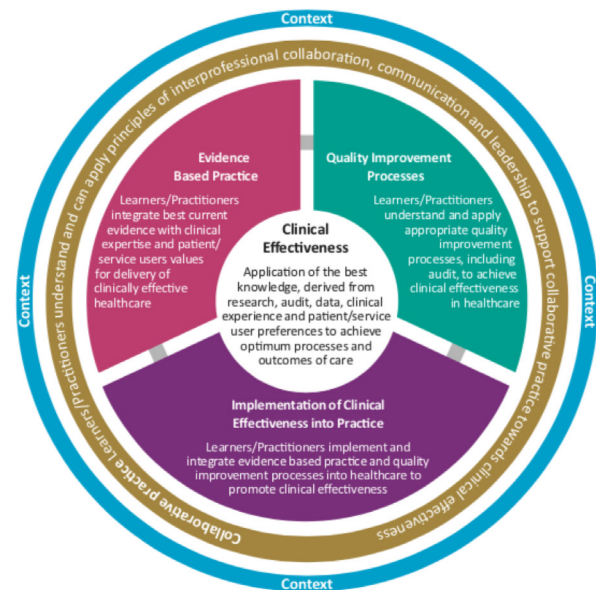 Context
Collaborative practice Learners/Practitioners understand and can apply principles of interprofessional collaboration, communication and leadership to support collaborative practice towards clinical effectiveness
Evidence
Based Practice
Learners/Practitioners
integrate best current
evidence with clinical
expertise and patient/
service users values
for delivery of
clinically effective
healthcare
Quality Improvement
Processes
Learners/Practitioners
understand and apply
appropriate quality
improvement
processes, including
audit, to achieve
clinical effectiveness
in healthcare
Clinical
Effectiveness
Application of the best
knowledge, derived from
research, audit, data, clinical
experience and patient/service
user preferences to achieve
optimum processes and
outcomes of care
Context
Context
Implementation of Clinical
Effectiveness into Practice
Learners/Practitioners implement and
integrate evidence based practice and quality
improvement processes into healthcare to
promote clinical effectiveness
Context